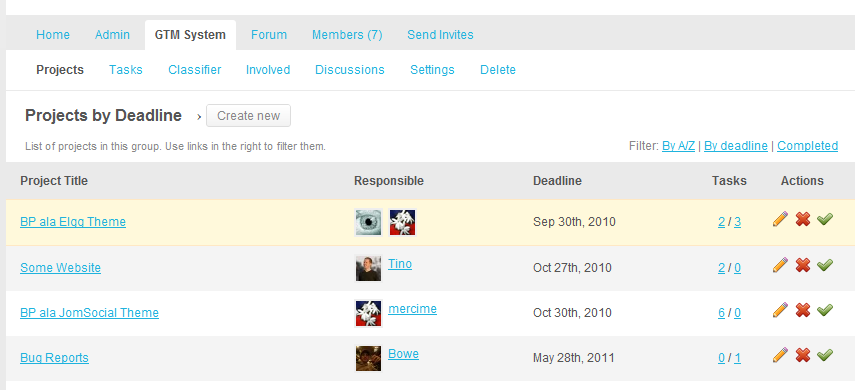 Home Admin GTM System Forum Members (7) Send Invites
Projects Tasks Classifier Involved Discussions Settings Delete
Projects by Deadline › Create new
List of projects in this group. Use links in the right to filter them. Filter: By A/Z | By deadline | Completed
Project Title Responsible Deadline Tasks Actions
BP ala Elgg Theme Sep 30th, 2010 2 / 3
Some Website Tino Oct 27th, 2010 2 / 0
BP ala JomSocial Theme mercime Oct 30th, 2010 6 / 0
Bug Reports Bowe May 28th, 2011 0 / 1